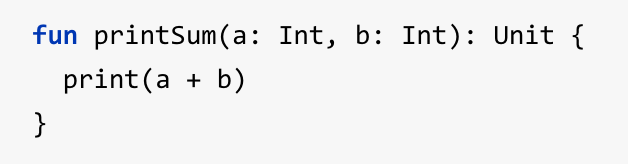 fun printSum(a: Int, b: Int): Unit {
  print(a + b)
}